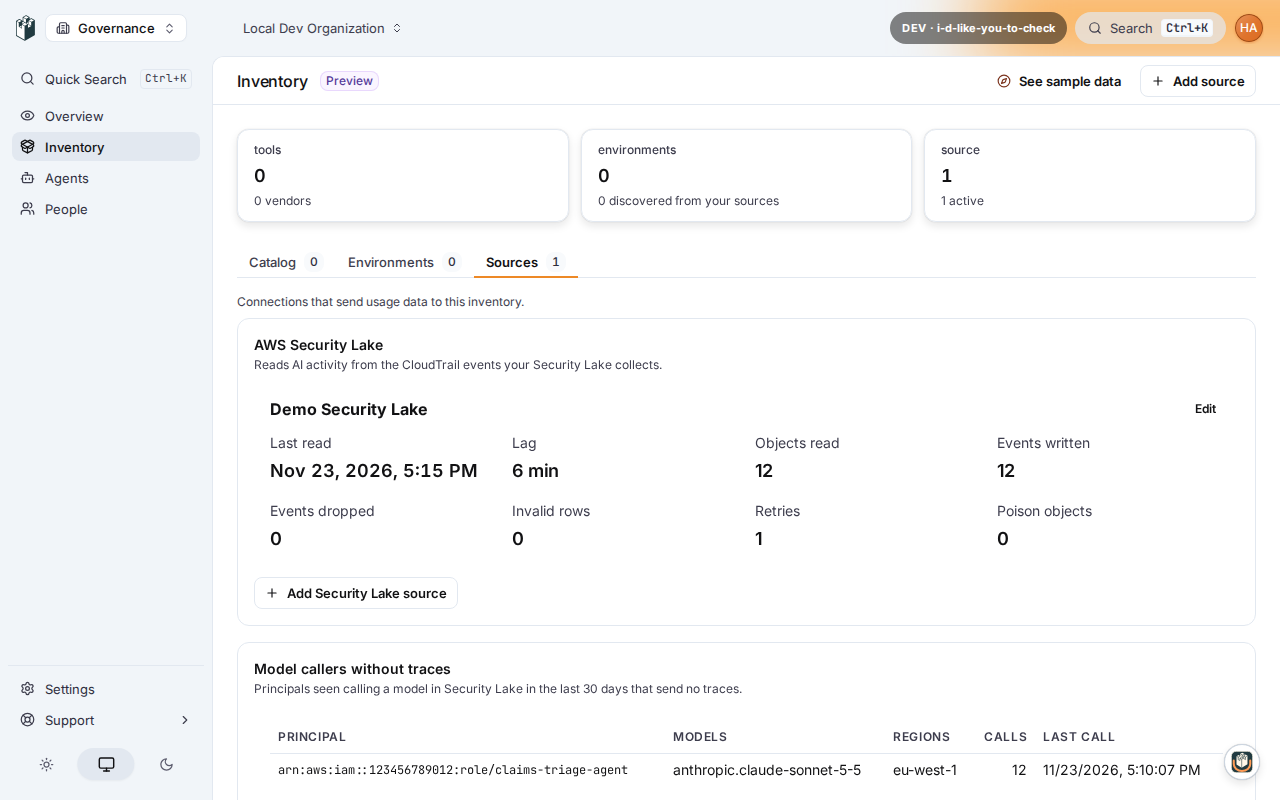 Governance
Local Dev Organization
DEV · i-d-like-you-to-check
Search Ctrl+K
HA
Quick Search Ctrl+K
Overview
Inventory
Agents
People
Settings
Support
Inventory Preview
See sample data
Add source
tools
0
0 vendors
environments
0
0 discovered from your sources
source
1
1 active
Catalog 0 Environments 0 Sources 1
Connections that send usage data to this inventory.
AWS Security Lake
Reads AI activity from the CloudTrail events your Security Lake collects.
Demo Security Lake Edit
Last read Lag Objects read Events written
Nov 23, 2026, 5:15 PM 6 min 12 12
Events dropped Invalid rows Retries Poison objects
0 0 1 0
Add Security Lake source
Model callers without traces
Principals seen calling a model in Security Lake in the last 30 days that send no traces.
PRINCIPAL MODELS REGIONS CALLS LAST CALL
arn:aws:iam::123456789012:role/claims-triage-agent anthropic.claude-sonnet-5-5 eu-west-1 12 11/23/2026, 5:10:07 PM